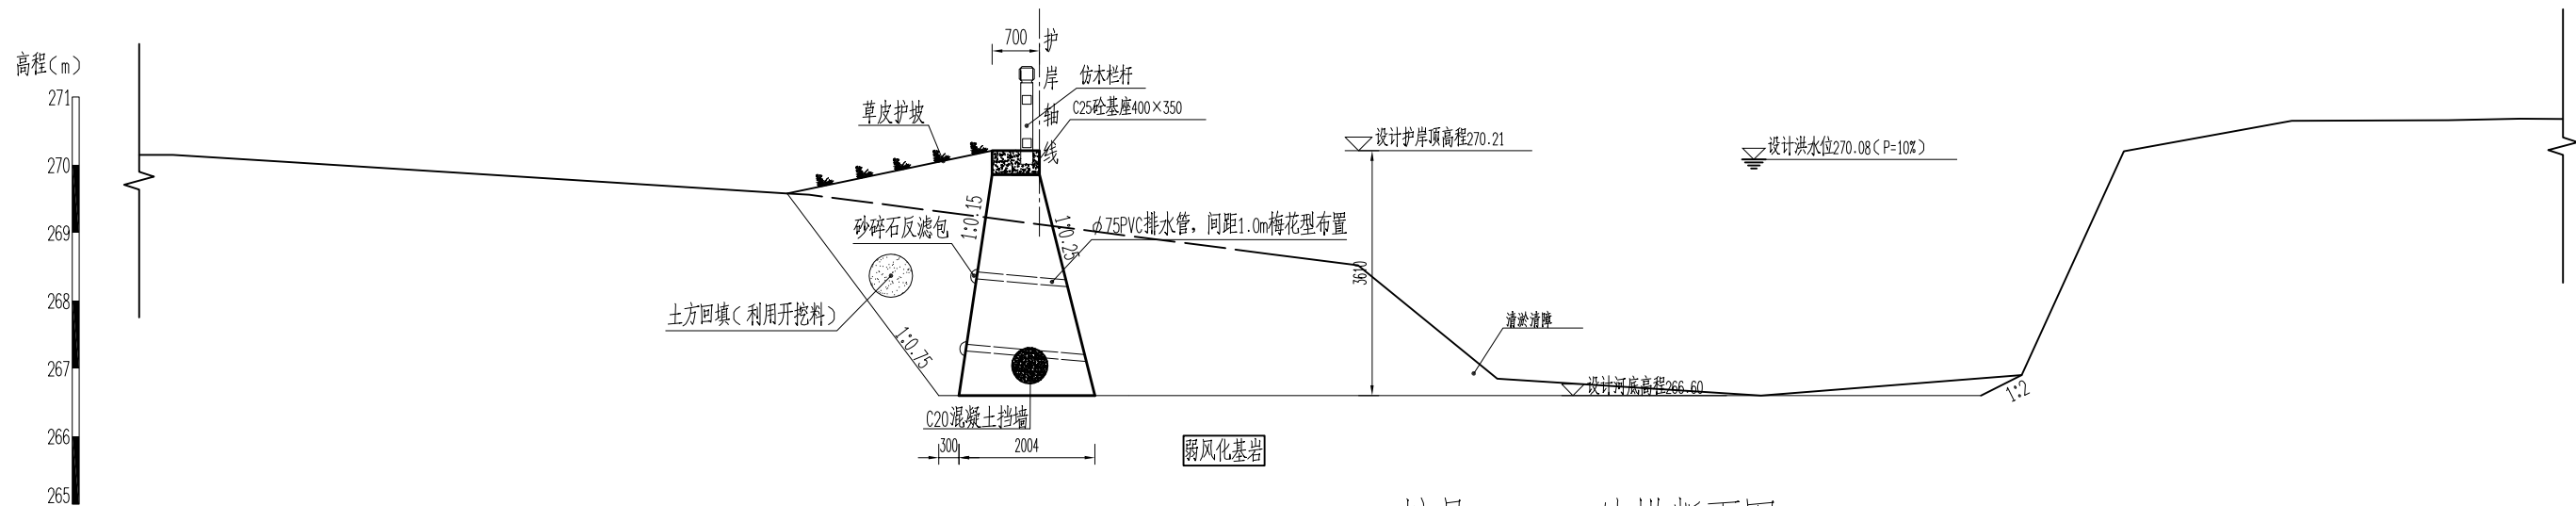 高程(m)
271
270
269
268
267
266
265
700
护岸轴线
仿木栏杆
C25砼基座400×350
草皮护坡
设计护岸顶高程270.21
设计洪水位270.08(P=10%)
砂碎石反滤包
1:0.15
1:0.25
φ75PVC排水管，间距1.0m梅花型布置
3610
土方回填(利用开挖料)
1:0.75
清淤清障
设计河底高程266.60
1:2
C20混凝土挡墙
300
2004
弱风化基岩